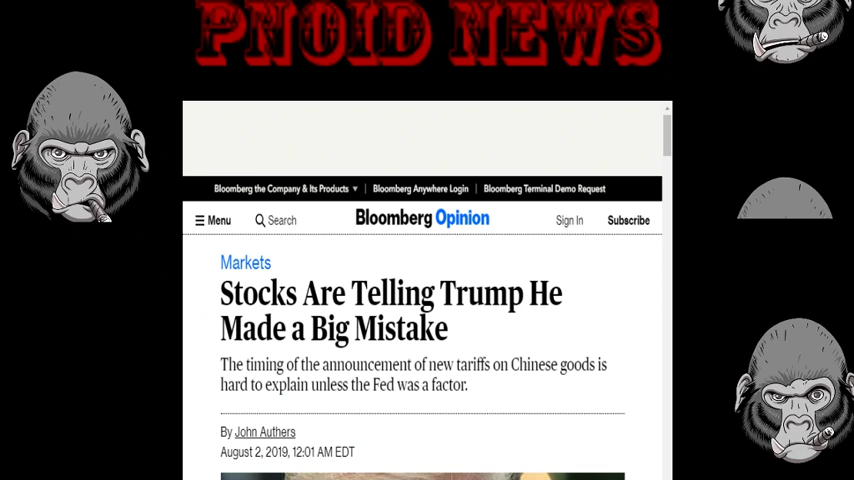 PNOID NEWS
Bloomberg the Company & Its Products ▼ | Bloomberg Anywhere Login | Bloomberg Terminal Demo Request
Menu Search Bloomberg Opinion Sign In Subscribe
Markets
Stocks Are Telling Trump He
Made a Big Mistake
The timing of the announcement of new tariffs on Chinese goods is
hard to explain unless the Fed was a factor.
By John Authers
August 2, 2019, 12:01 AM EDT